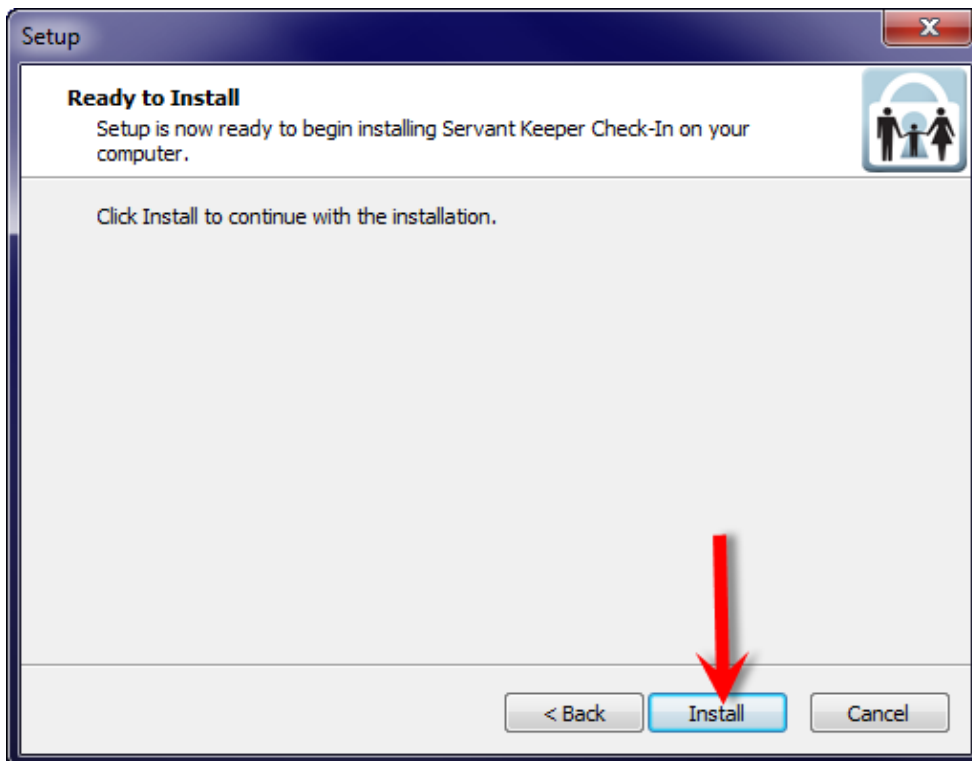 Setup
Ready to Install
Setup is now ready to begin installing Servant Keeper Check-In on your
computer.
Click Install to continue with the installation.
< Back
Install
Cancel